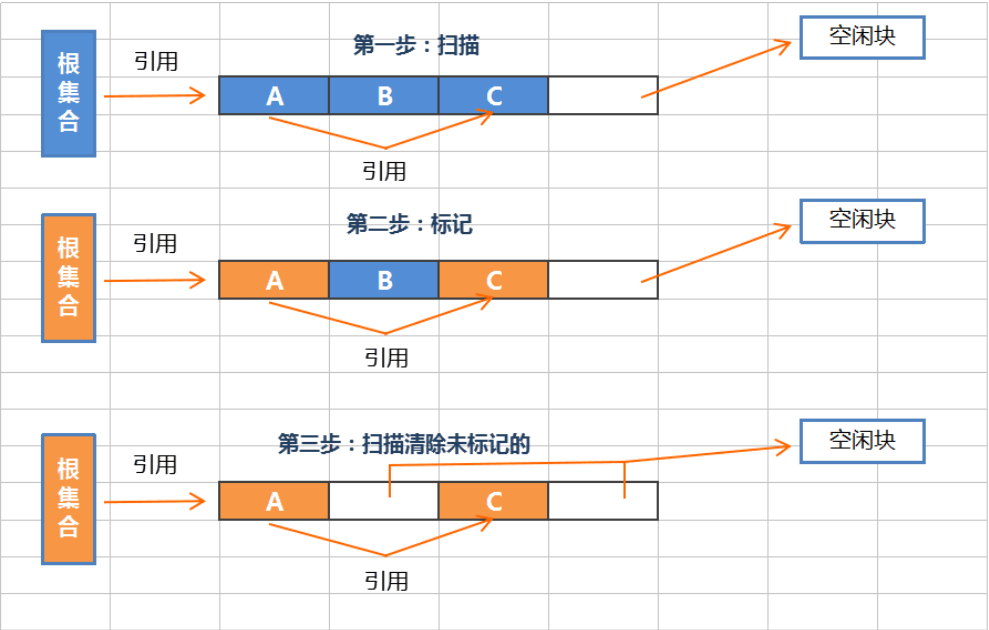 第一步：扫描
空闲块
根集合
引用
A B C
引用
第二步：标记
空闲块
根集合
引用
A B C
引用
第三步：扫描清除未标记的
空闲块
根集合
引用
A C
引用